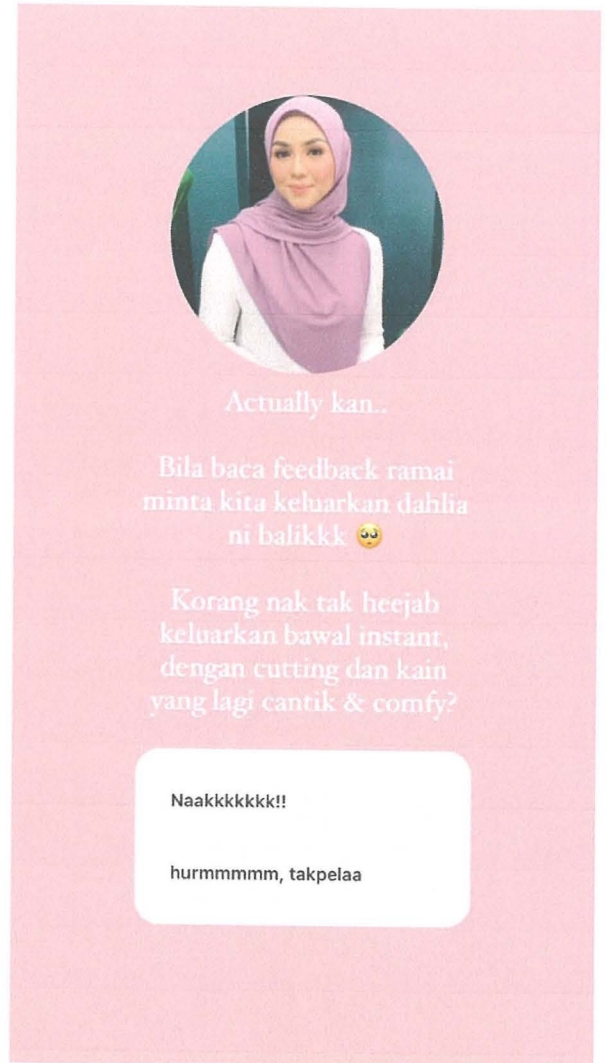 Actually kan..
Bila baca feedback ramai
minta kita keluarkan dahlia
ni balikkk 🥺
Korang nak tak heejab
keluarkan bawal instant,
dengan cutting dan kain
yang lagi cantik & comfy?
Naakkkkkkk!!
hurmmmmm, takpelaa